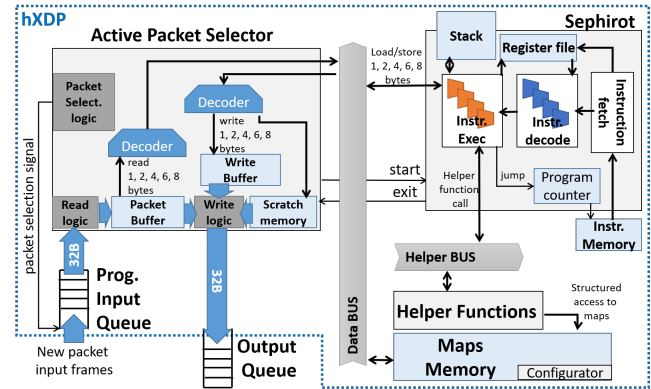 hXDP
Sephirot
Active Packet Selector
Stack
Register file
Load/store
1, 2, 4, 6, 8
bytes
Packet
Select.
logic
Decoder
write
1, 2, 4, 6, 8
bytes
Decoder
read
1, 2, 4, 6, 8
bytes
Write
Buffer
Instr.
Exec
Instr.
decode
Instruction
fetch
start
exit
Helper
function
call
jump
Program
counter
Read
logic
Packet
Buffer
Write
logic
Scratch
memory
Instr.
Memory
packet selection signal
32B
32B
Data BUS
Helper BUS
Prog.
Input
Queue
Helper Functions
Structured
access to
maps
New packet
input frames
Output
Queue
Maps
Memory
Configurator